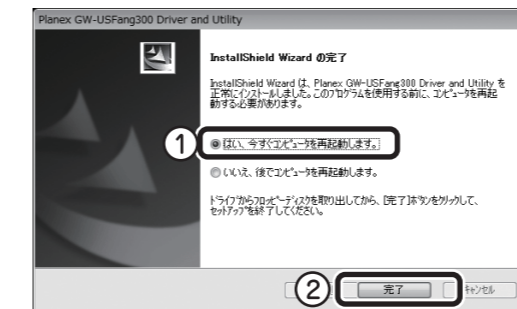 Planex GW-USFang300 Driver and Utility
InstallShield Wizard の完了
InstallShield Wizard は、Planex GW-USFang300 Driver and Utility を
正常にインストールしました。このプログラムを使用する前に、コンピュータを再起
動する必要があります。
① はい、今すぐコンピュータを再起動します。
いいえ、後でコンピュータを再起動します。
ドライブからフロッピーディスクを取り出してから、[完了]ボタンをクリックして、
セットアップを終了してください。
② 完了 キャンセル